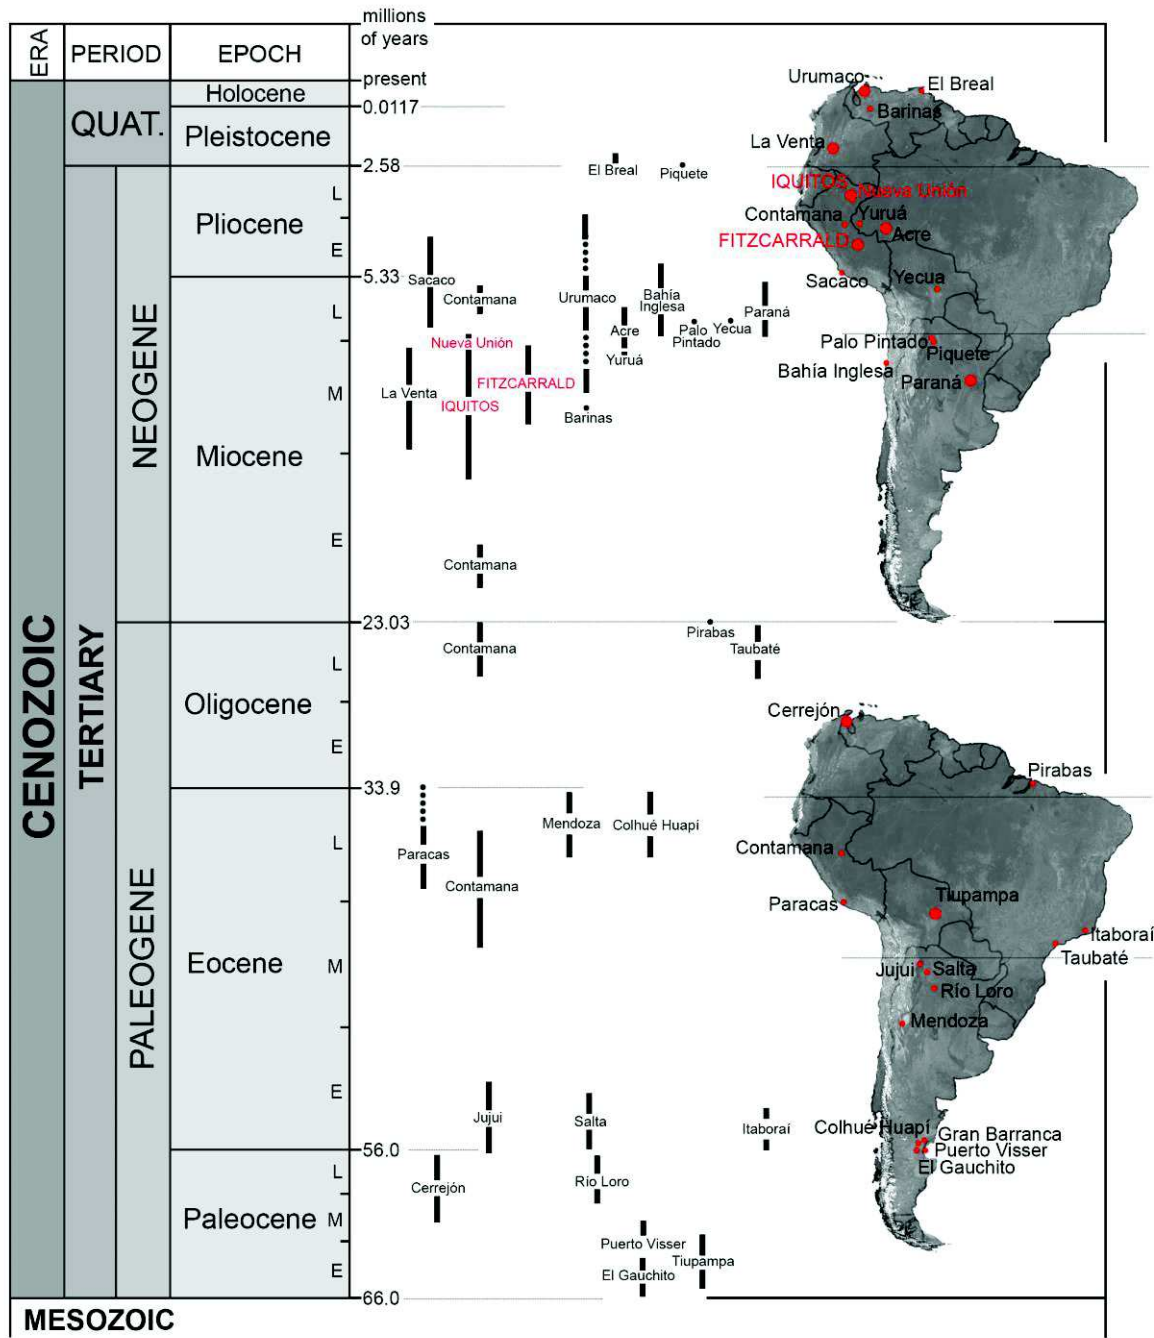 ERA
PERIOD
EPOCH
millions
of years
present
CENOZOIC
QUAT.
TERTIARY
NEOGENE
PALEOGENE
Holocene
0.0117
Pleistocene
2.58
Pliocene
L
E
5.33
Miocene
L
M
E
23.03
Oligocene
L
E
33.9
Eocene
L
M
E
56.0
Paleocene
L
M
E
66.0
MESOZOIC
El Breal
Piquete
Sacaco
Contamana
Urumaco
Bahía
Inglesa
Paraná
Acre
Palo
Pintado
Yecua
Yuruá
Nueva Unión
La Venta
FITZCARRALD
IQUITOS
Barinas
Contamana
Contamana
Pirabas
Taubaté
Paracas
Contamana
Mendoza
Colhué Huapí
Jujui
Salta
Itaboraí
Cerrejón
Río Loro
Puerto Visser
El Gauchito
Tiupampa
Urumaco
El Breal
Barinas
La Venta
IQUITOS
Nueva Unión
Contamana
Yuruá
Acre
FITZCARRALD
Sacaco
Yecua
Palo Pintado
Piquete
Bahía Inglesa
Paraná
Cerrejón
Pirabas
Contamana
Paracas
Tiupampa
Itaboraí
Taubaté
Jujui
Salta
Río Loro
Mendoza
Colhué Huapí
Gran Barranca
Puerto Visser
El Gauchito